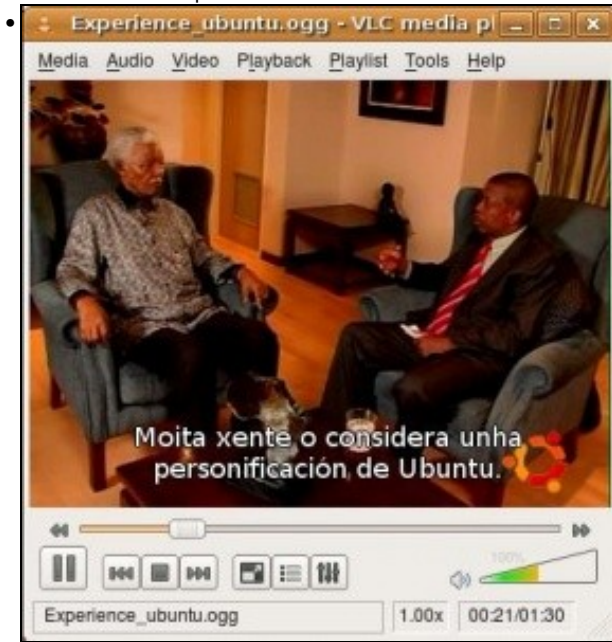 Experience_ubuntu.ogg - VLC media pl
Media Audio Video Playback Playlist Tools Help
Moita xente o considera unha
personificación de Ubuntu.
100%
Experience_ubuntu.ogg 1.00x 00:21/01:30